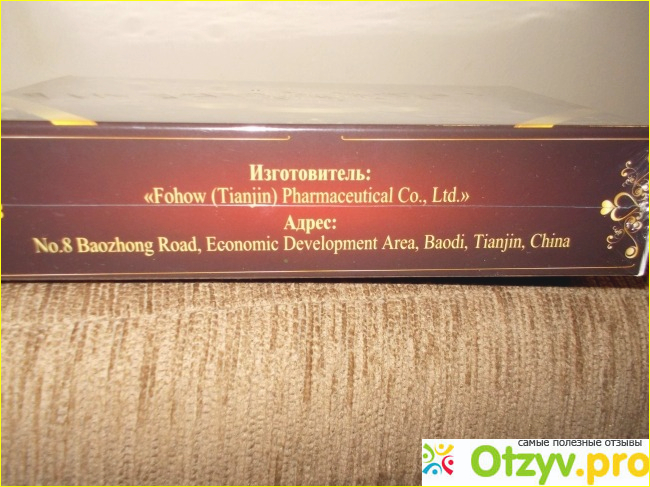 Изготовитель:
«Fohow (Tianjin) Pharmaceutical Co., Ltd.»
Адрес:
No.8 Baozhong Road, Economic Development Area, Baodi, Tianjin, China
самые полезные отзывы
Otzyv.pro